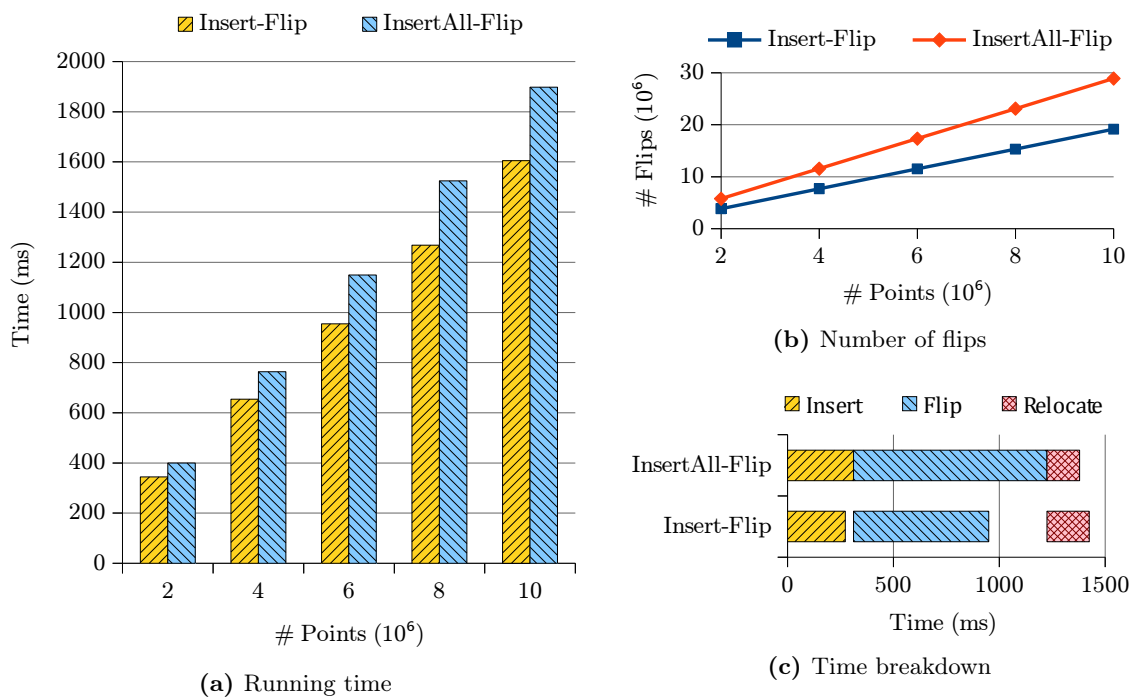 Insert-Flip InsertAll-Flip
2000
1800
1600
1400
1200
1000
800
600
400
200
0
Time (ms)
2 4 6 8 10
# Points (10⁶)
(a) Running time
Insert-Flip InsertAll-Flip
30
20
10
0
# Flips (10⁶)
2 4 6 8 10
# Points (10⁶)
(b) Number of flips
Insert Flip Relocate
InsertAll-Flip
Insert-Flip
0 500 1000 1500
Time (ms)
(c) Time breakdown